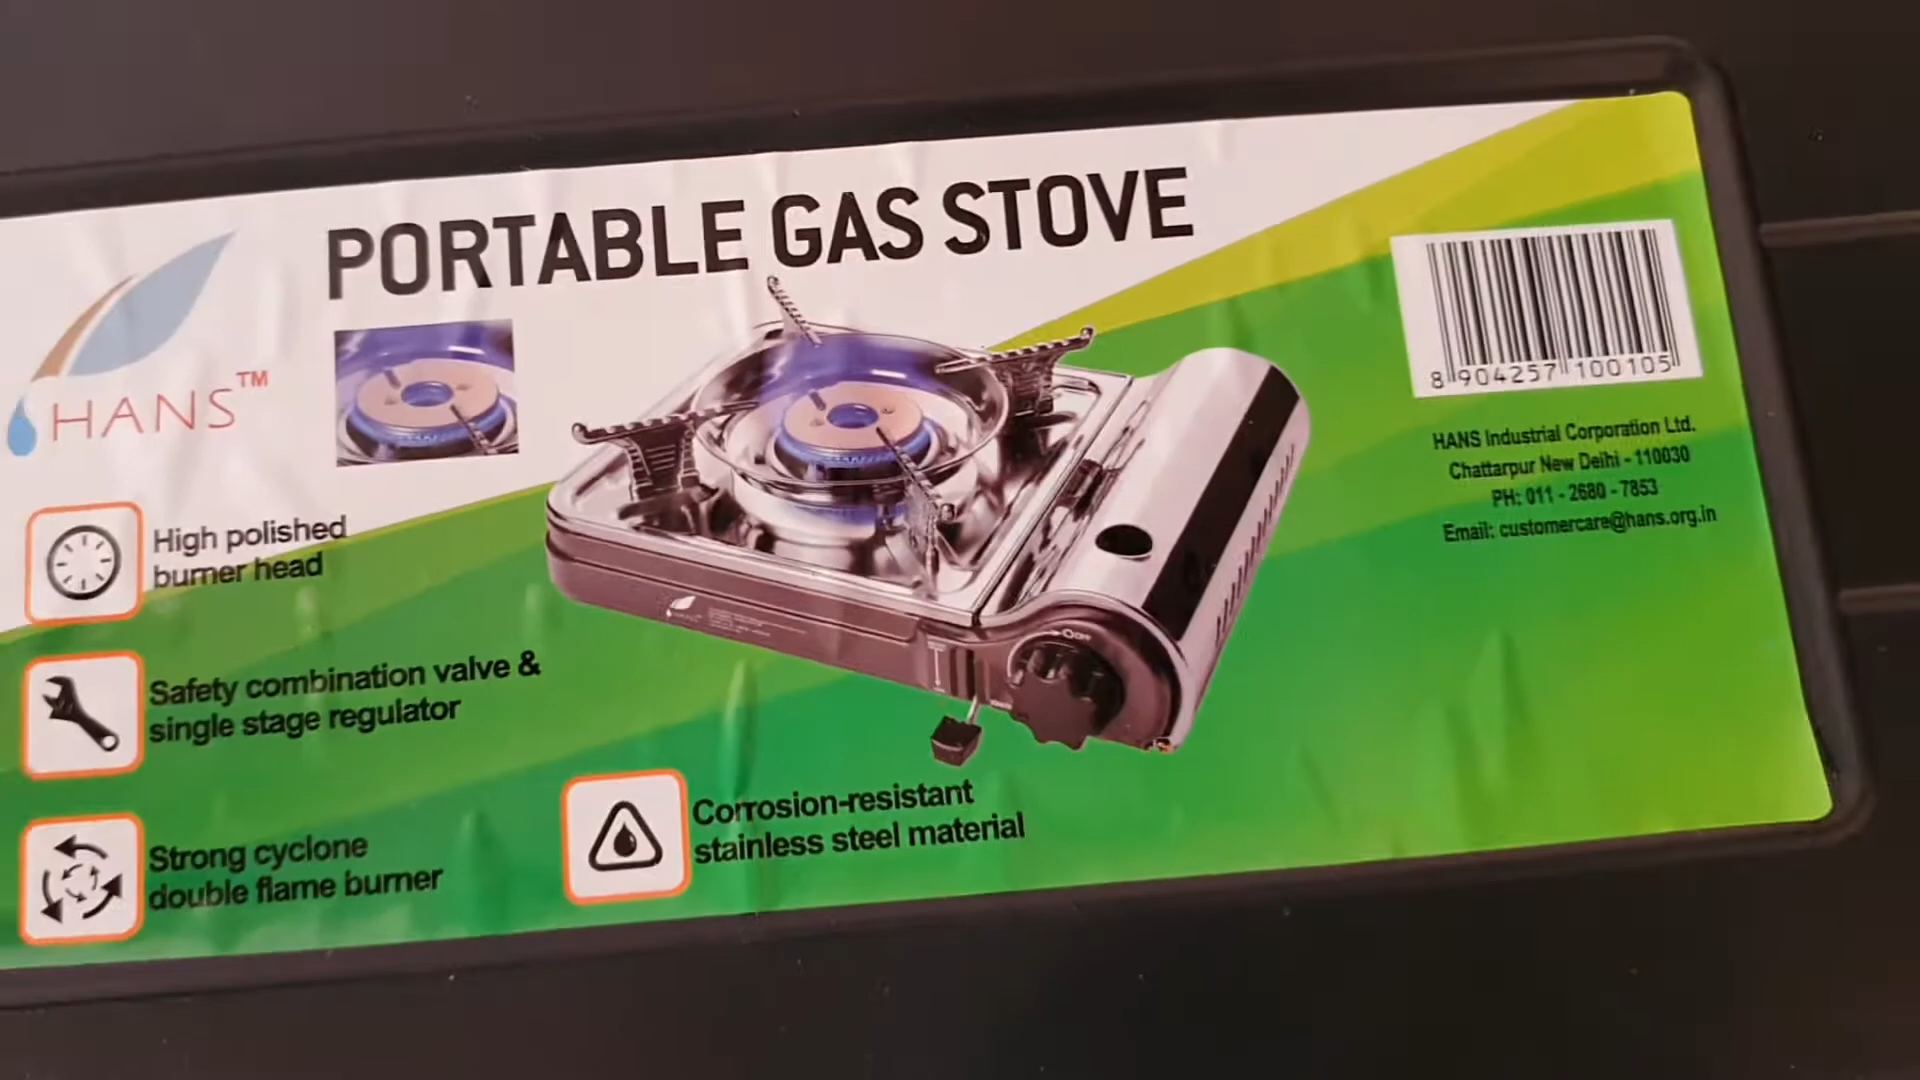 PORTABLE GAS STOVE
HANS™
High polished
burner head
Safety combination valve &
single stage regulator
Strong cyclone
double flame burner
Corrosion-resistant
stainless steel material
8 904257 100105
HANS Industrial Corporation Ltd.
Chattarpur New Delhi - 110030
PH: 011 - 2680 - 7853
Email: customercare@hans.org.in
HANS
OFF